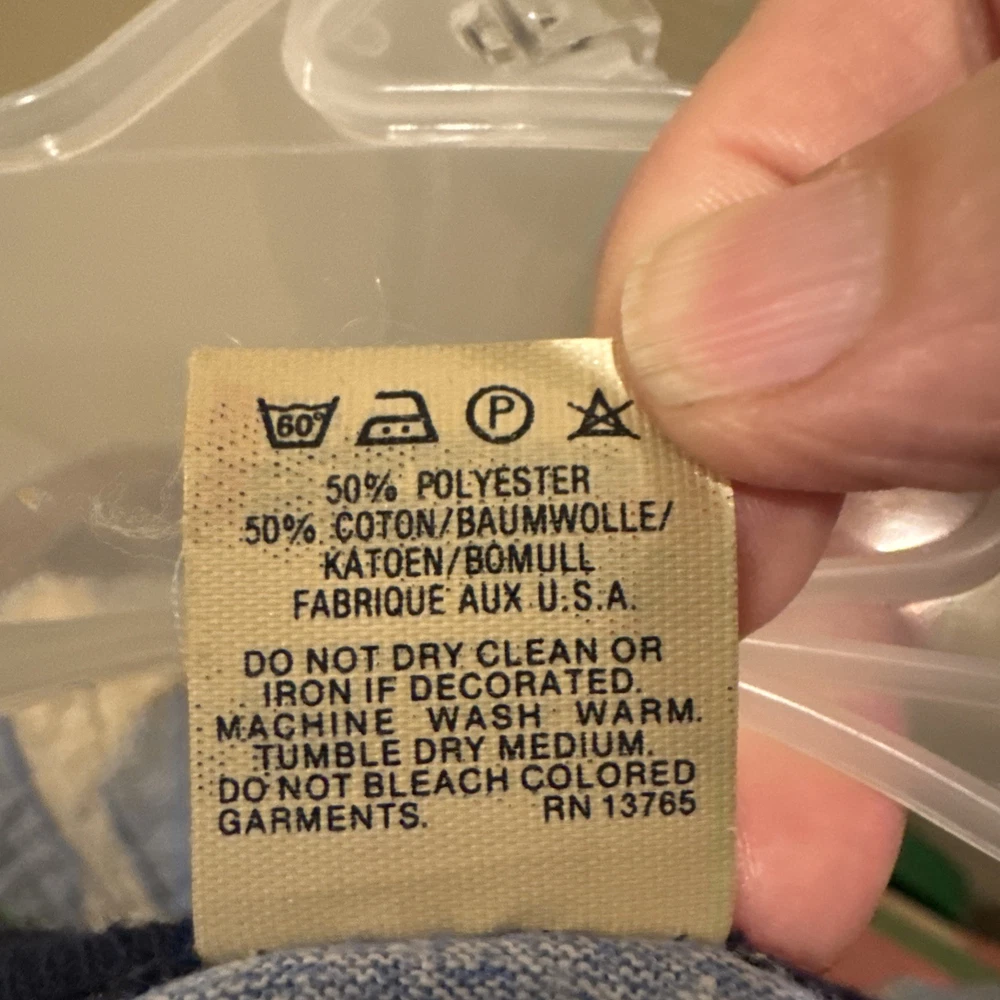 60°
P
50% POLYESTER
50% COTON/BAUMWOLLE/
KATOEN/BOMULL
FABRIQUE AUX U.S.A.
DO NOT DRY CLEAN OR
IRON IF DECORATED.
MACHINE WASH WARM.
TUMBLE DRY MEDIUM.
DO NOT BLEACH COLORED
GARMENTS. RN 13765